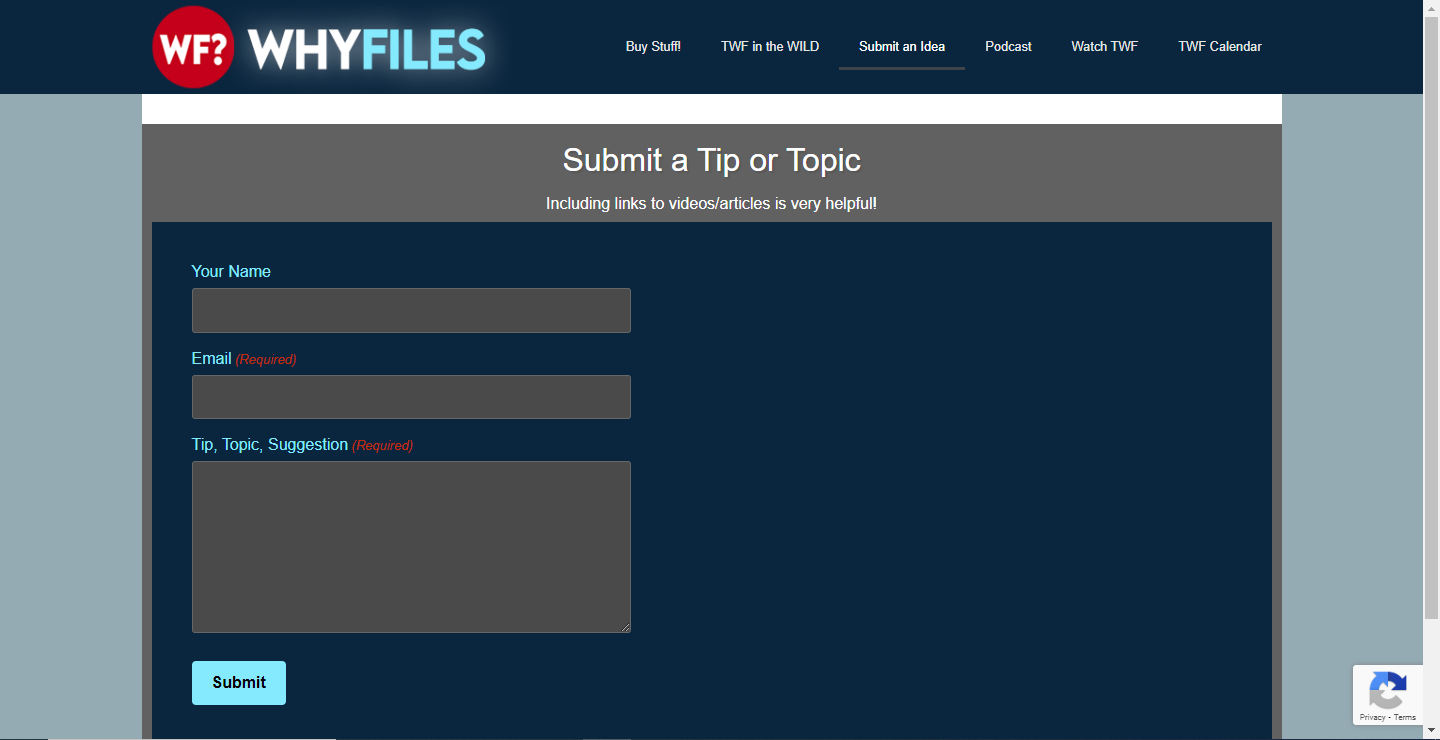 WF? WHYFILES
Buy Stuff! TWF in the WILD Submit an Idea Podcast Watch TWF TWF Calendar
Submit a Tip or Topic
Including links to videos/articles is very helpful!
Your Name
Email (Required)
Tip, Topic, Suggestion (Required)
Submit
Privacy - Terms